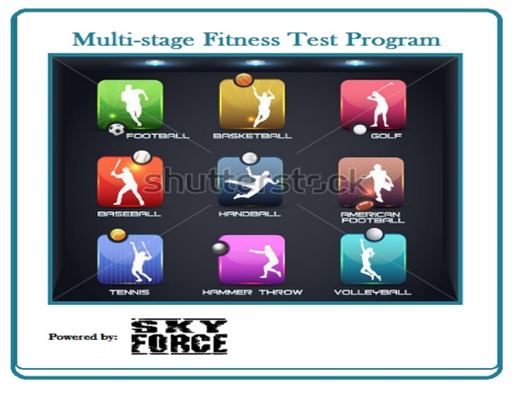 Multi-stage Fitness Test Program
FOOTBALL
BASKETBALL
GOLF
shutterstock
BASEBALL
HANDBALL
AMERICAN
FOOTBALL
TENNIS
HAMMER THROW
VOLLEYBALL
Powered by:
SKY
FORCE